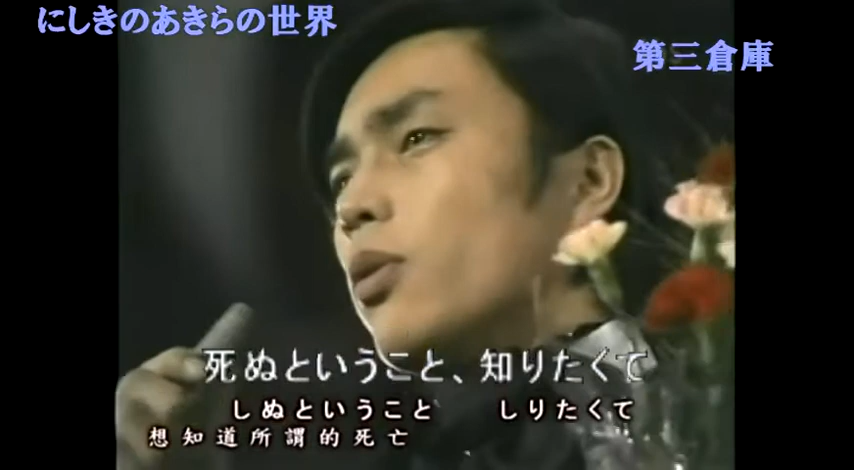 にしきのあきらの世界
第三倉庫
死ぬということ、知りたくて
しぬということ　しりたくて
想知道所謂的死亡